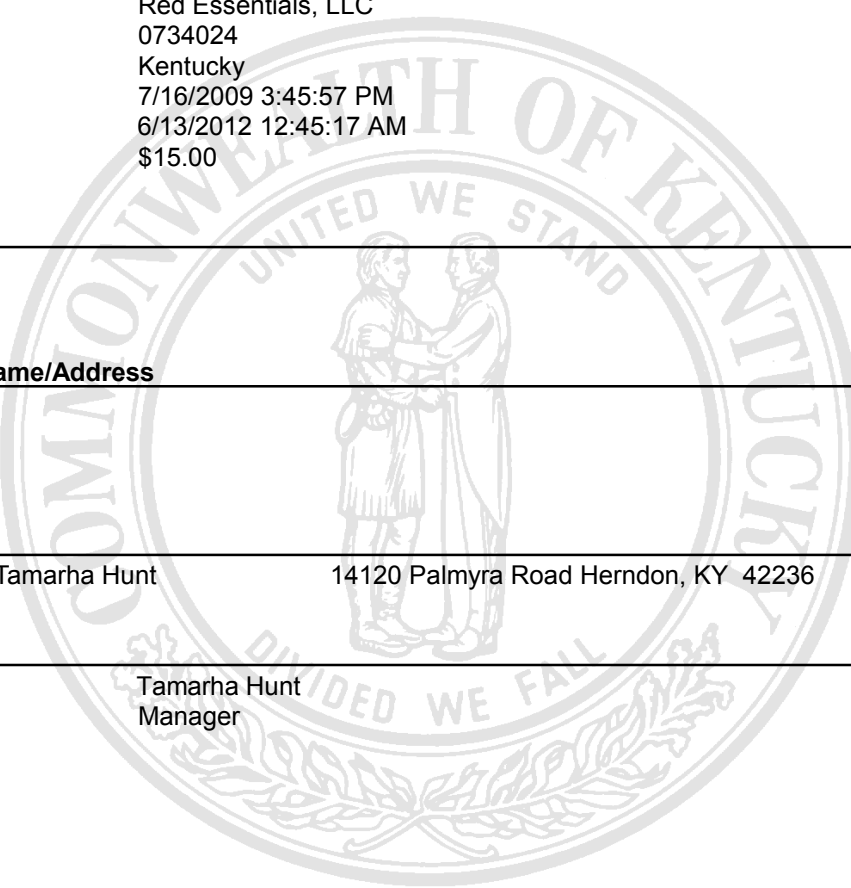 Red Essentials, LLC
0734024
Kentucky
7/16/2009 3:45:57 PM
6/13/2012 12:45:17 AM
$15.00
COMMONWEALTH OF KENTUCKY
UNITED WE STAND
ame/Address
Tamarha Hunt 14120 Palmyra Road Herndon, KY 42236
DIVIDED WE FALL
Tamarha Hunt
Manager